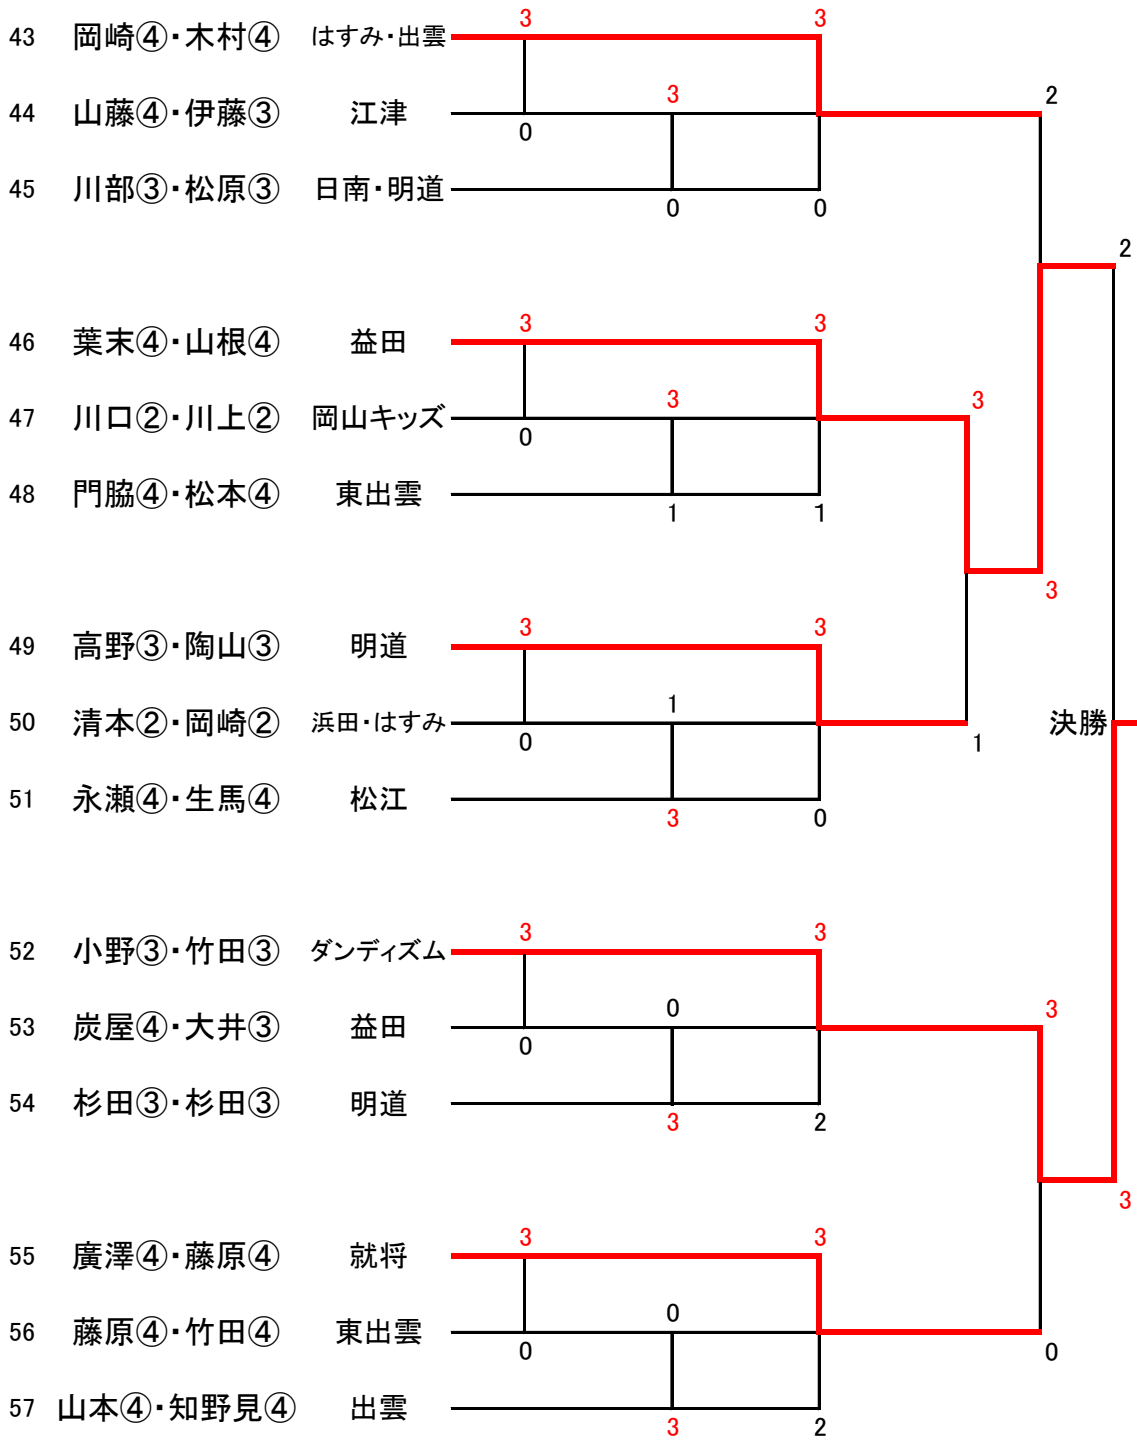 3 3
43 岡崎④・木村④ はすみ・出雲
3 2
44 山藤④・伊藤③ 江津
0
45 川部③・松原③ 日南・明道
0 0
2
3 3
46 葉末④・山根④ 益田
3 3
47 川口②・川上② 岡山キッズ
0
48 門脇④・松本④ 東出雲
1 1
3
3 3
49 高野③・陶山③ 明道
1
50 清本②・岡崎② 浜田・はすみ 決勝
0 1
51 永瀬④・生馬④ 松江
3 0
3 3
52 小野③・竹田③ ダンディズム
0 3
53 炭屋④・大井③ 益田
0
54 杉田③・杉田③ 明道
3 2
3
3 3
55 廣澤④・藤原④ 就将
0
56 藤原④・竹田④ 東出雲
0 0
57 山本④・知野見④ 出雲
3 2